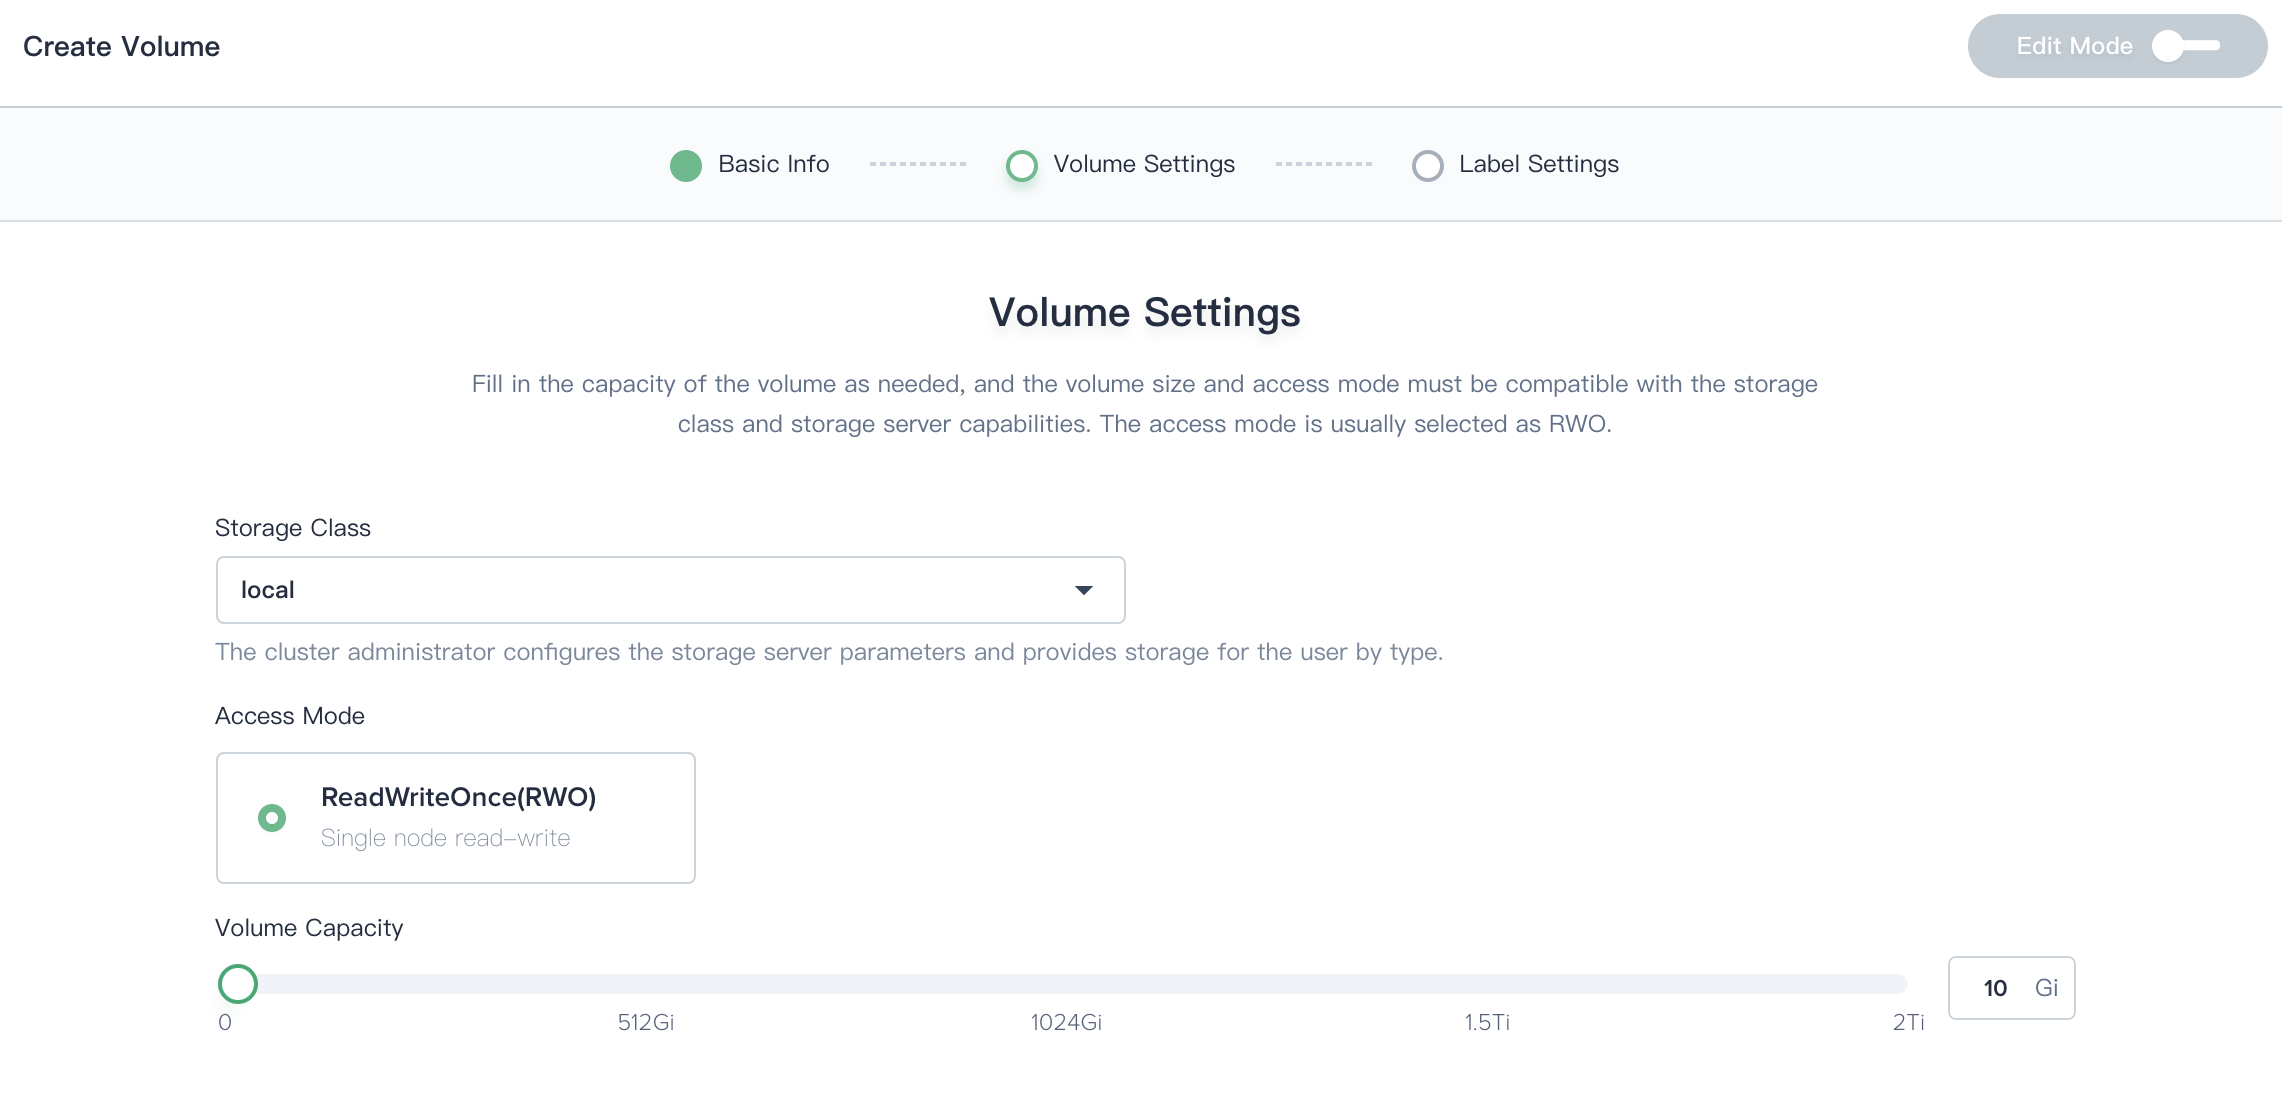 Create Volume
Edit Mode
Basic Info
Volume Settings
Label Settings
Volume Settings
Fill in the capacity of the volume as needed, and the volume size and access mode must be compatible with the storage
class and storage server capabilities. The access mode is usually selected as RWO.
Storage Class
local
The cluster administrator configures the storage server parameters and provides storage for the user by type.
Access Mode
ReadWriteOnce(RWO)
Single node read-write
Volume Capacity
10 Gi
0 512Gi 1024Gi 1.5Ti 2Ti